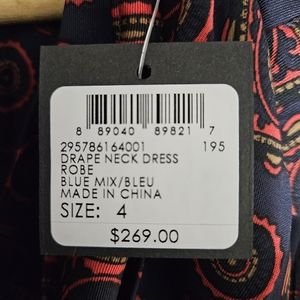 8 89040 89821 7
295786164001 195
DRAPE NECK DRESS
ROBE
BLUE MIX/BLEU
MADE IN CHINA
SIZE: 4
$269.00